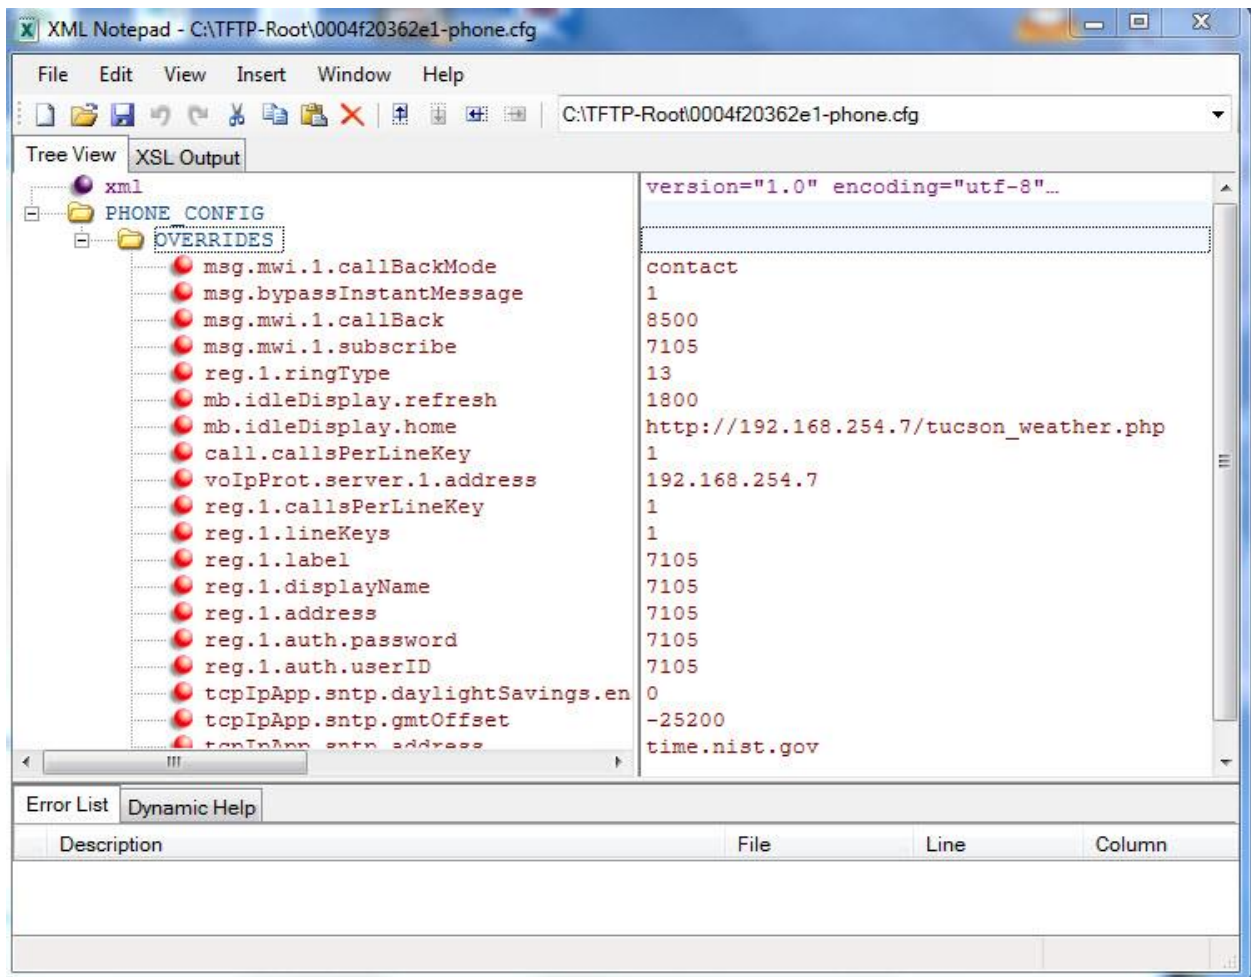 XML Notepad - C:\TFTP-Root\0004f20362e1-phone.cfg
File Edit View Insert Window Help
C:\TFTP-Root\0004f20362e1-phone.cfg
Tree View XSL Output
xml version="1.0" encoding="utf-8"...
PHONE_CONFIG
OVERRIDES
msg.mwi.1.callBackMode contact
msg.bypassInstantMessage 1
msg.mwi.1.callBack 8500
msg.mwi.1.subscribe 7105
reg.1.ringType 13
mb.idleDisplay.refresh 1800
mb.idleDisplay.home http://192.168.254.7/tucson_weather.php
call.callsPerLineKey 1
voIpProt.server.1.address 192.168.254.7
reg.1.callsPerLineKey 1
reg.1.lineKeys 1
reg.1.label 7105
reg.1.displayName 7105
reg.1.address 7105
reg.1.auth.password 7105
reg.1.auth.userID 7105
tcpIpApp.sntp.daylightSavings.en 0
tcpIpApp.sntp.gmtOffset -25200
tcpIpApp.sntp.address time.nist.gov
Error List Dynamic Help
Description File Line Column